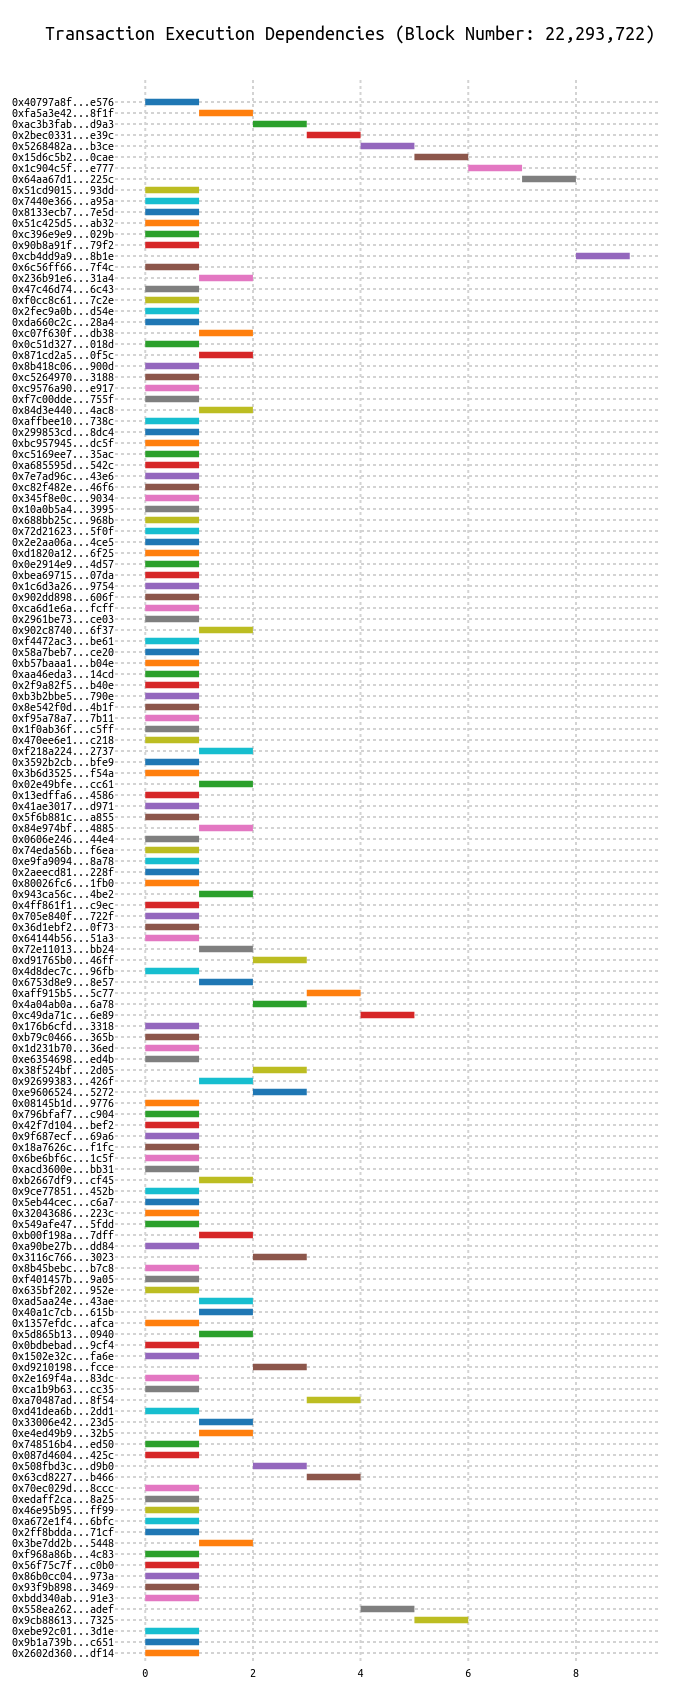 Transaction Execution Dependencies (Block Number: 22,293,722)
0x40797a8f...e576
0xfa5a3e42...8f1f
0xac3b3fab...d9a3
0x2bec0331...e39c
0x5268482a...b3ce
0x15d6c5b2...0cae
0x1c904c5f...e777
0x64aa67d1...225c
0x51cd9015...93dd
0x7440e366...a95a
0x8133ecb7...7e5d
0x51c425d5...ab32
0xc396e9e9...029b
0x90b8a91f...79f2
0xcb4dd9a9...8b1e
0x6c56ff66...7f4c
0x236b91e6...31a4
0x47c46d74...6c43
0xf0cc8c61...7c2e
0x2fec9a0b...d54e
0xda660c2c...28a4
0xc07f630f...db38
0x0c51d327...018d
0x871cd2a5...0f5c
0x8b418c06...900d
0xc5264970...3188
0xc9576a90...e917
0xf7c00dde...755f
0x84d3e440...4ac8
0xaffbee10...738c
0x299853cd...8dc4
0xbc957945...dc5f
0xc5169ee7...35ac
0xa685595d...542c
0x7e7ad96c...43e6
0xc82f482e...46f6
0x345f8e0c...9034
0x10a0b5a4...3995
0x688bb25c...968b
0x72d21623...5f0f
0x2e2aa06a...4ce5
0xd1820a12...6f25
0x0e2914e9...4d57
0xbea69715...07da
0x1c6d3a26...9754
0x902dd898...606f
0xca6d1e6a...fcff
0x2961be73...ce03
0x902c8740...6f37
0xf4472ac3...be61
0x58a7beb7...ce20
0xb57baaa1...b04e
0xaa46eda3...14cd
0x2f9a82f5...b40e
0xb3b2bbe5...790e
0x8e542f0d...4b1f
0xf95a78a7...7b11
0x1f0ab36f...c5ff
0x470ee6e1...c218
0xf218a224...2737
0x3592b2cb...bfe9
0x3b6d3525...f54a
0x02e49bfe...cc61
0x13edffa6...4586
0x41ae3017...d971
0x5f6b881c...a855
0x84e974bf...4885
0x0606e246...44e4
0x74eda56b...f6ea
0xe9fa9094...8a78
0x2aeecd81...228f
0x80026fc6...1fb0
0x943ca56c...4be2
0x4ff861f1...c9ec
0x705e840f...722f
0x36d1ebf2...0f73
0x64144b56...51a3
0x72e11013...bb24
0xd91765b0...46ff
0x4d8dec7c...96fb
0x6753d8e9...8e57
0xaff915b5...5c77
0x4a04ab0a...6a78
0xc49da71c...6e89
0x176b6cfd...3318
0xb79c0466...365b
0x1d231b70...36ed
0xe6354698...ed4b
0x38f524bf...2d05
0x92699383...426f
0xe9606524...5272
0x08145b1d...9776
0x796bfaf7...c904
0x42f7d104...bef2
0x9f687ecf...69a6
0x18a7626c...f1fc
0x6be6bf6c...1c5f
0xacd3600e...bb31
0xb2667df9...cf45
0x9ce77851...452b
0x5eb44cec...c6a7
0x32043686...223c
0x549afe47...5fdd
0xb00f198a...7dff
0xa90be27b...dd84
0x3116c766...3023
0x8b45bebc...b7c8
0xf401457b...9a05
0x635bf202...952e
0xad5aa24e...43ae
0x40a1c7cb...615b
0x1357efdc...afca
0x5d865b13...0940
0x0bdbebad...9cf4
0x1502e32c...fa6e
0xd9210198...fcce
0x2e169f4a...83dc
0xca1b9b63...cc35
0xa70487ad...8f54
0xd41dea6b...2dd1
0x33006e42...23d5
0xe4ed49b9...32b5
0x748516b4...ed50
0x087d4604...425c
0x508fbd3c...d9b0
0x63cd8227...b466
0x70ec029d...8ccc
0xedaff2ca...8a25
0x46e95b95...ff99
0xa672e1f4...6bfc
0x2ff8bdda...71cf
0x3be7dd2b...5448
0xf968a86b...4c83
0x56f75c7f...c0b0
0x86b0cc04...973a
0x93f9b898...3469
0xbdd340ab...91e3
0x558ea262...adef
0x9cb88613...7325
0xebe92c01...3d1e
0x9b1a739b...c651
0x2602d360...df14
0 2 4 6 8